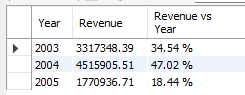 Year Revenue Revenue vs Year
2003 3317348.39 34.54 %
2004 4515905.51 47.02 %
2005 1770936.71 18.44 %